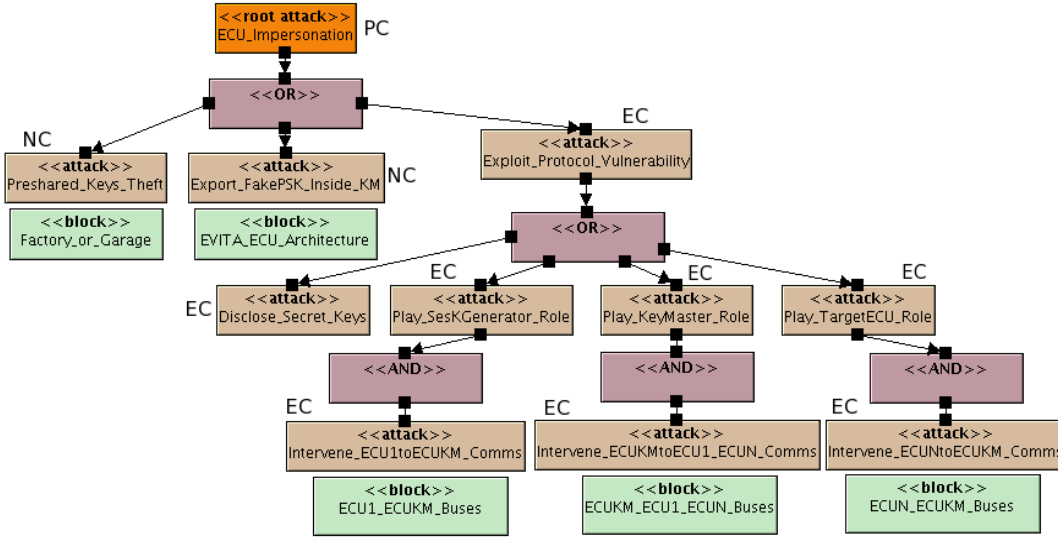 <<root attack>>
ECU_Impersonation
PC
<<OR>>
NC
<<attack>>
Preshared_Keys_Theft
<<attack>>
Export_FakePSK_Inside_KM
NC
EC
<<attack>>
Exploit_Protocol_Vulnerability
<<block>>
Factory_or_Garage
<<block>>
EVITA_ECU_Architecture
<<OR>>
EC
<<attack>>
Disclose_Secret_Keys
EC
<<attack>>
Play_SesKGenerator_Role
EC
<<attack>>
Play_KeyMaster_Role
EC
<<attack>>
Play_TargetECU_Role
<<AND>>
<<AND>>
<<AND>>
EC
<<attack>>
Intervene_ECU1toECUKM_Comms
EC
<<attack>>
Intervene_ECUKMtoECU1_ECUN_Comms
EC
<<attack>>
Intervene_ECUNtoECUKM_Comms
<<block>>
ECU1_ECUKM_Buses
<<block>>
ECUKM_ECU1_ECUN_Buses
<<block>>
ECUN_ECUKM_Buses